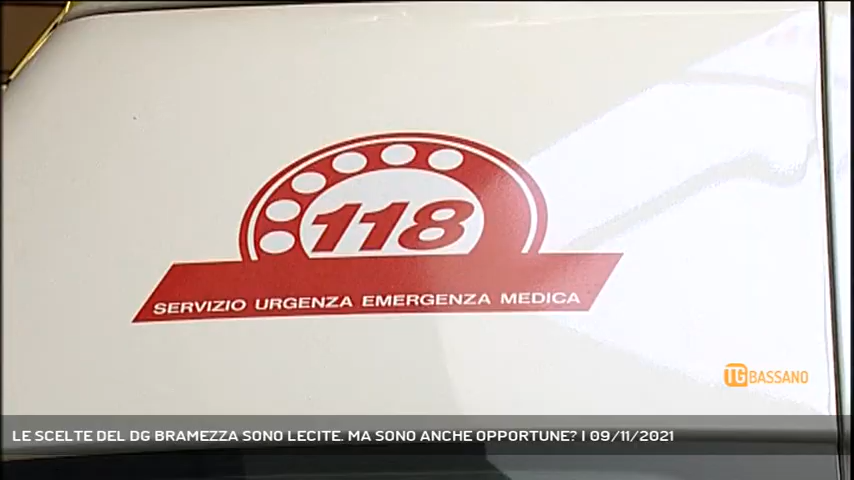 118
SERVIZIO URGENZA EMERGENZA MEDICA
TG BASSANO
LE SCELTE DEL DG BRAMEZZA SONO LECITE. MA SONO ANCHE OPPORTUNE? | 09/11/2021